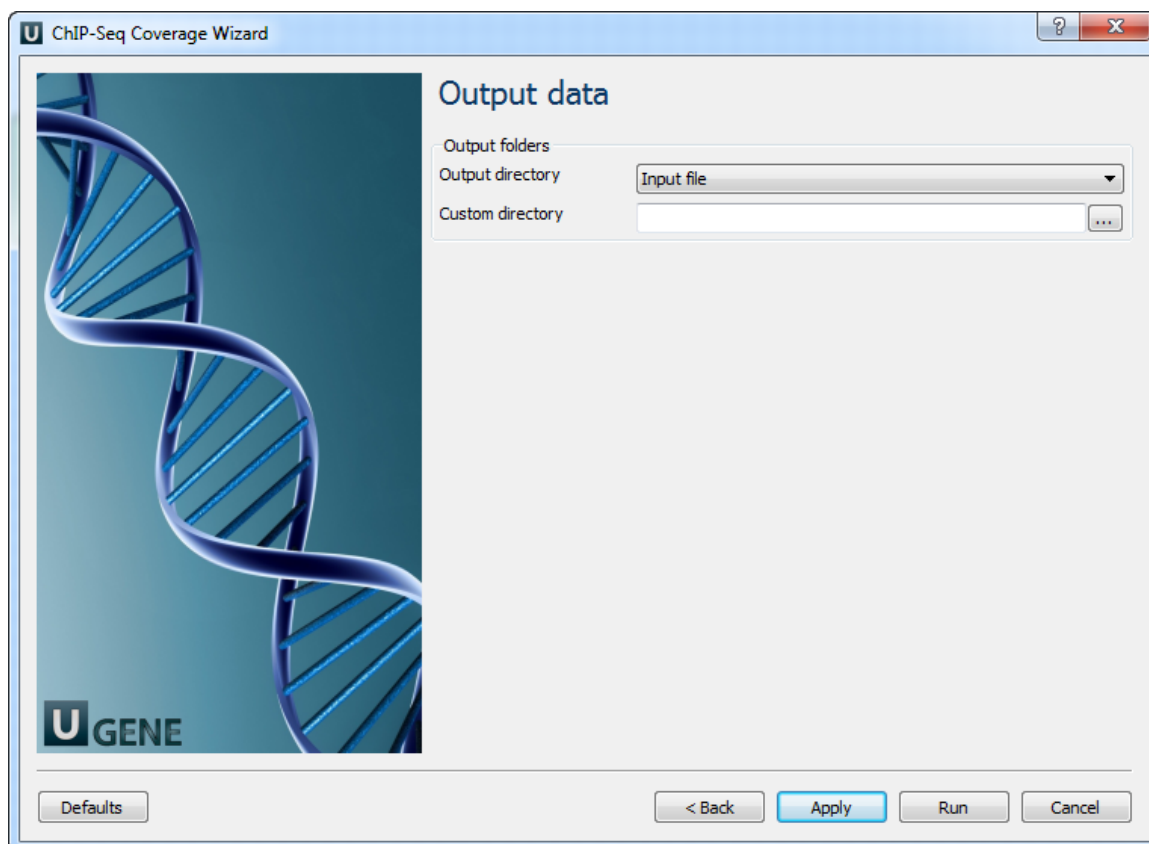 U ChIP-Seq Coverage Wizard
?
Output data
Output folders
Output directory
Input file
Custom directory
...
U GENE
Defaults
< Back
Apply
Run
Cancel